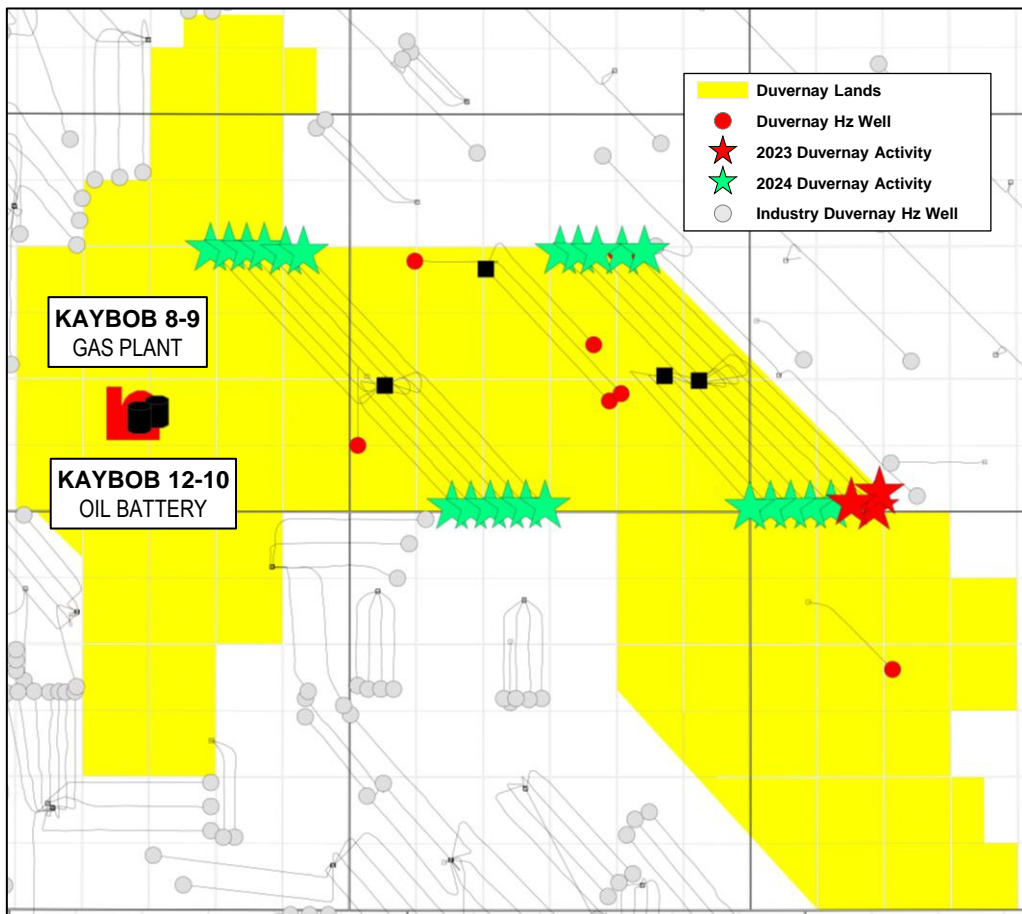 Duvernay Lands
Duvernay Hz Well
2023 Duvernay Activity
2024 Duvernay Activity
Industry Duvernay Hz Well
KAYBOB 8-9
GAS PLANT
KAYBOB 12-10
OIL BATTERY